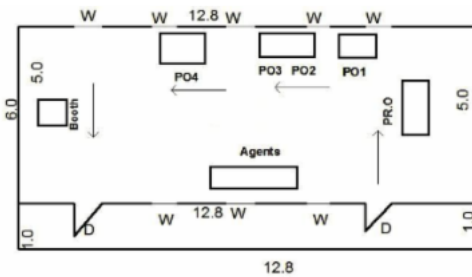 W W 12.8 W W W
PO4 PO3 PO2 PO1
5.0
6.0
Booth
5.0
PR.O
Agents
W 12.8 W W
D D
1.0 1.0
12.8